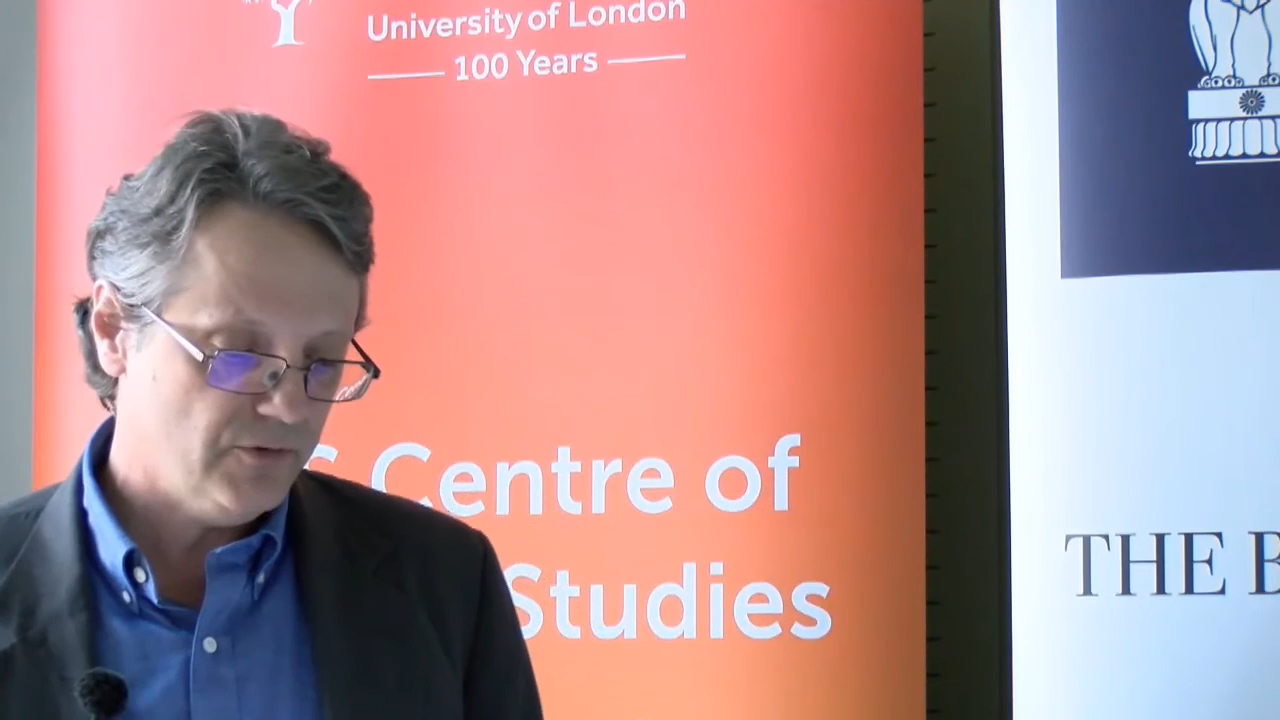 University of London
100 Years
Centre of
Studies
THE